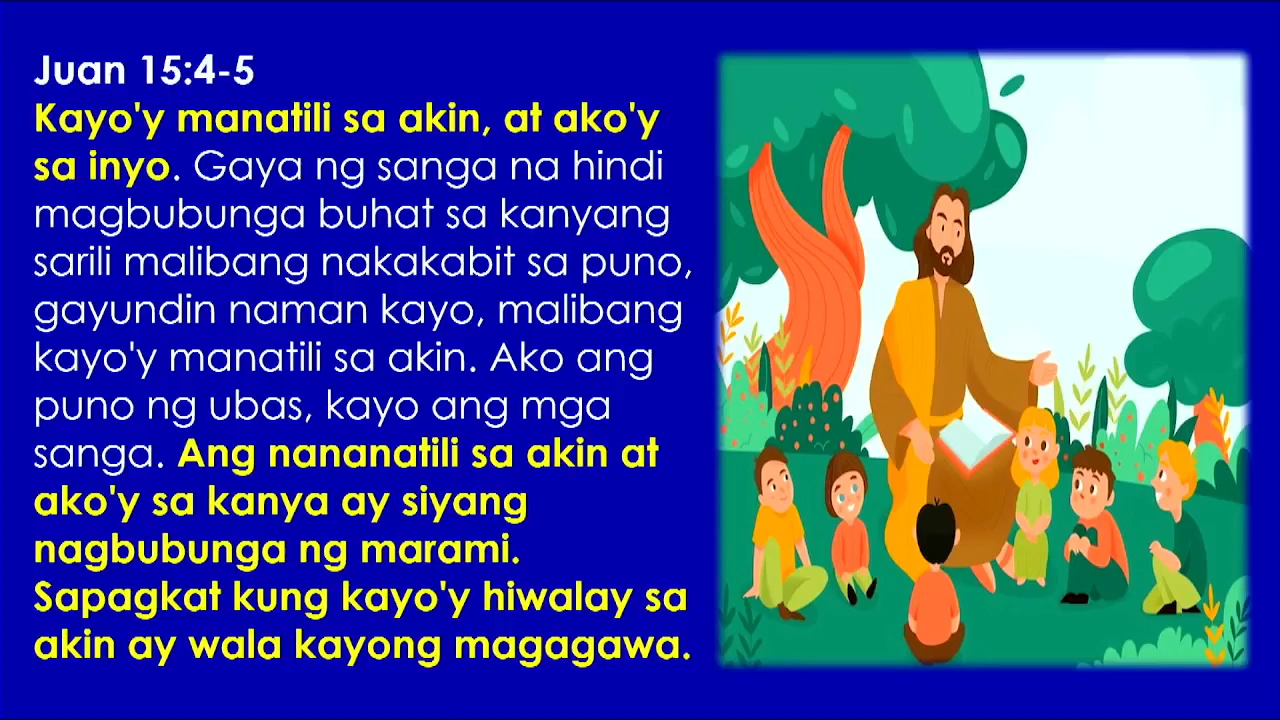 Juan 15:4-5
Kayo'y manatili sa akin, at ako'y
sa inyo. Gaya ng sanga na hindi
magbubunga buhat sa kanyang
sarili malibang nakakabit sa puno,
gayundin naman kayo, malibang
kayo'y manatili sa akin. Ako ang
puno ng ubas, kayo ang mga
sanga. Ang nananatili sa akin at
ako'y sa kanya ay siyang
nagbubunga ng marami.
Sapagkat kung kayo'y hiwalay sa
akin ay wala kayong magagawa.